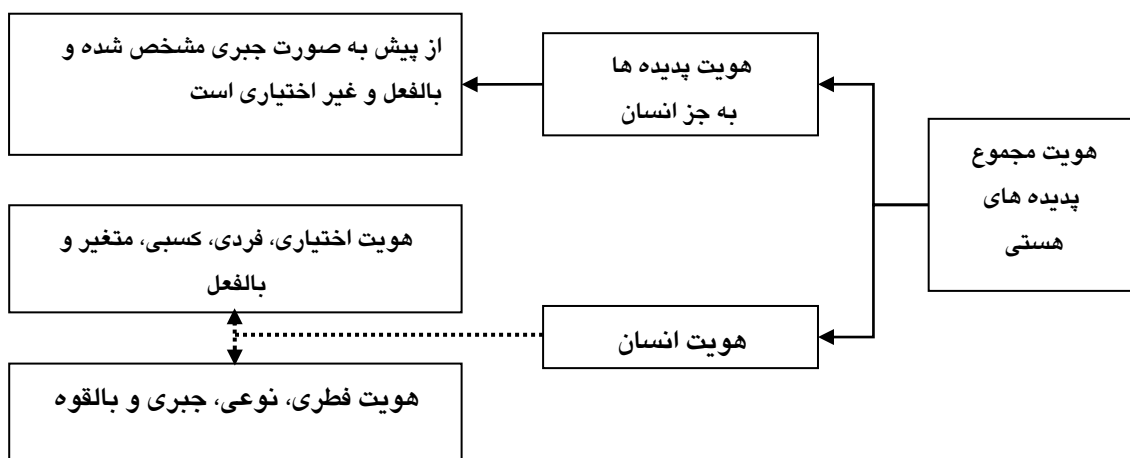 هویت مجموع
پدیده های
هستی
هویت پدیده ها
به جز انسان
از پیش به صورت جبری مشخص شده و
بالفعل و غیر اختیاری است
هویت انسان
هویت اختیاری، فردی، کسبی، متغیر و
بالفعل
هویت فطری، نوعی، جبری و بالقوه